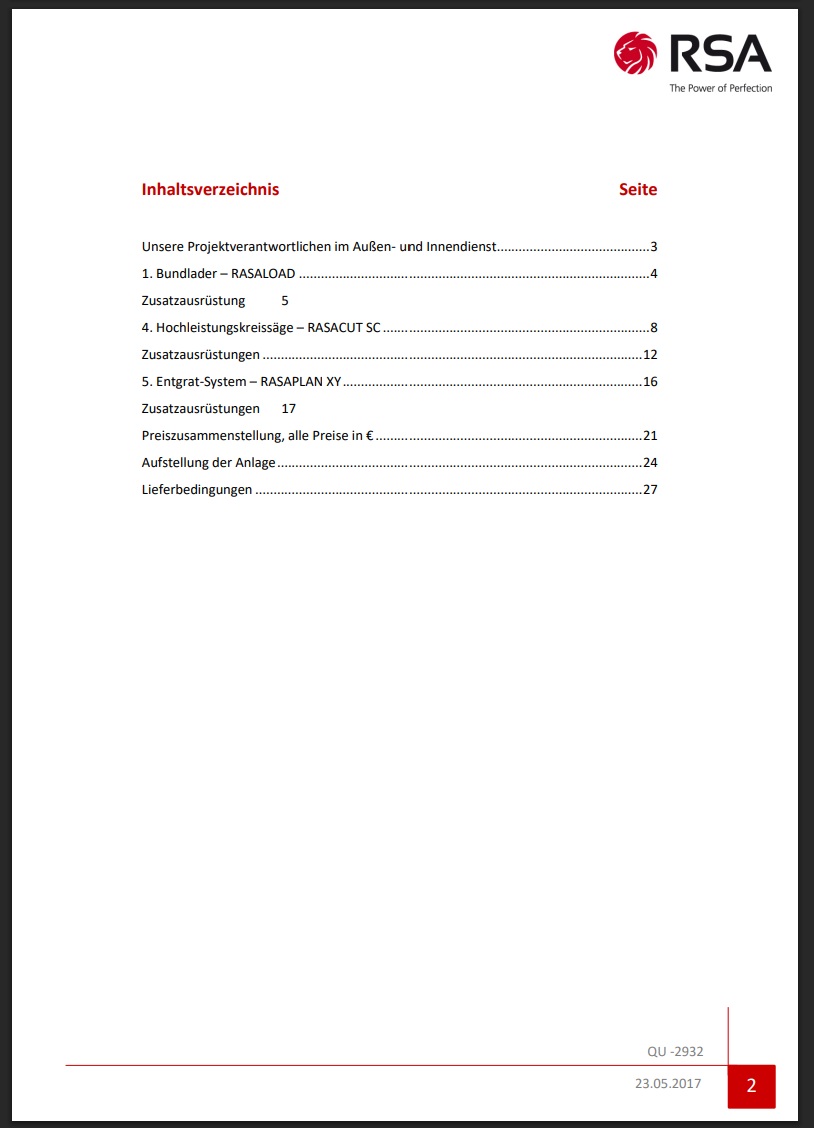 RSA
The Power of Perfection
Inhaltsverzeichnis Seite
Unsere Projektverantwortlichen im Außen- und Innendienst.........................................3
1. Bundlader – RASALOAD ..............................................................................................4
Zusatzausrüstung 5
4. Hochleistungskreissäge – RASACUT SC .......................................................................8
Zusatzausrüstungen .....................................................................................................12
5. Entgrat-System – RASAPLAN XY................................................................................16
Zusatzausrüstungen 17
Preiszusammenstellung, alle Preise in € .......................................................................21
Aufstellung der Anlage.................................................................................................24
Lieferbedingungen .......................................................................................................27
QU -2932
23.05.2017 2